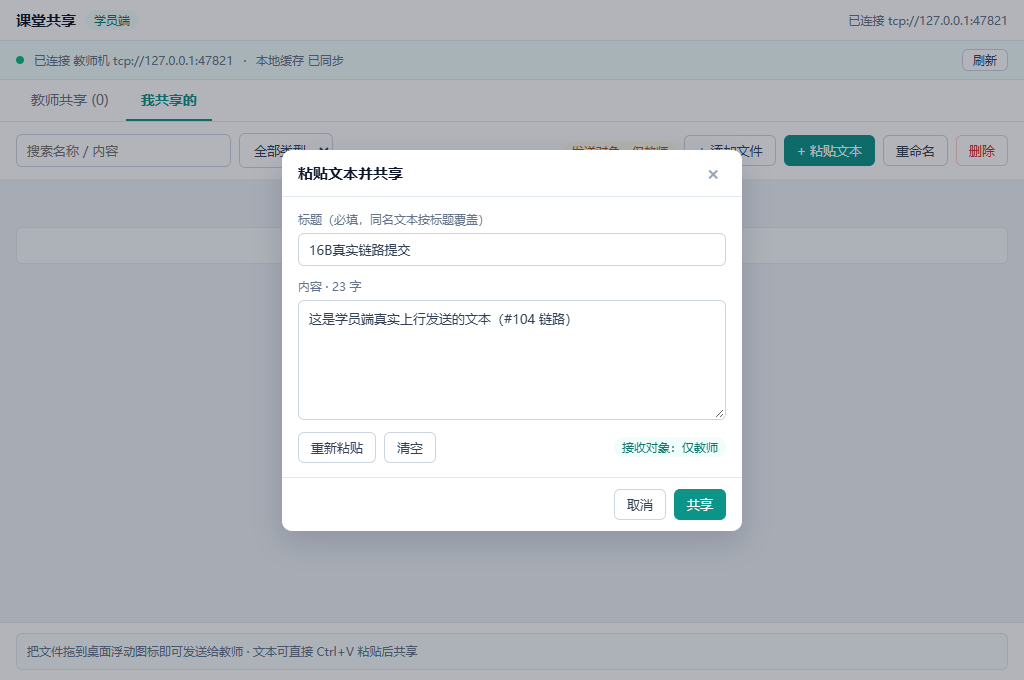 课堂共享 学员端 已连接 tcp://127.0.0.1:47821
已连接 教师机 tcp://127.0.0.1:47821 · 本地缓存 已同步 刷新
教师共享 (0) 我共享的
搜索名称 / 内容 全部类型 发送对象：仅教师 + 添加文件 + 粘贴文本 重命名 删除
粘贴文本并共享 ×
标题（必填，同名文本按标题覆盖）
16B真实链路提交
内容 · 23 字
这是学员端真实上行发送的文本（#104 链路）
重新粘贴 清空 接收对象：仅教师
取消 共享
把文件拖到桌面浮动图标即可发送给教师 · 文本可直接 Ctrl+V 粘贴后共享